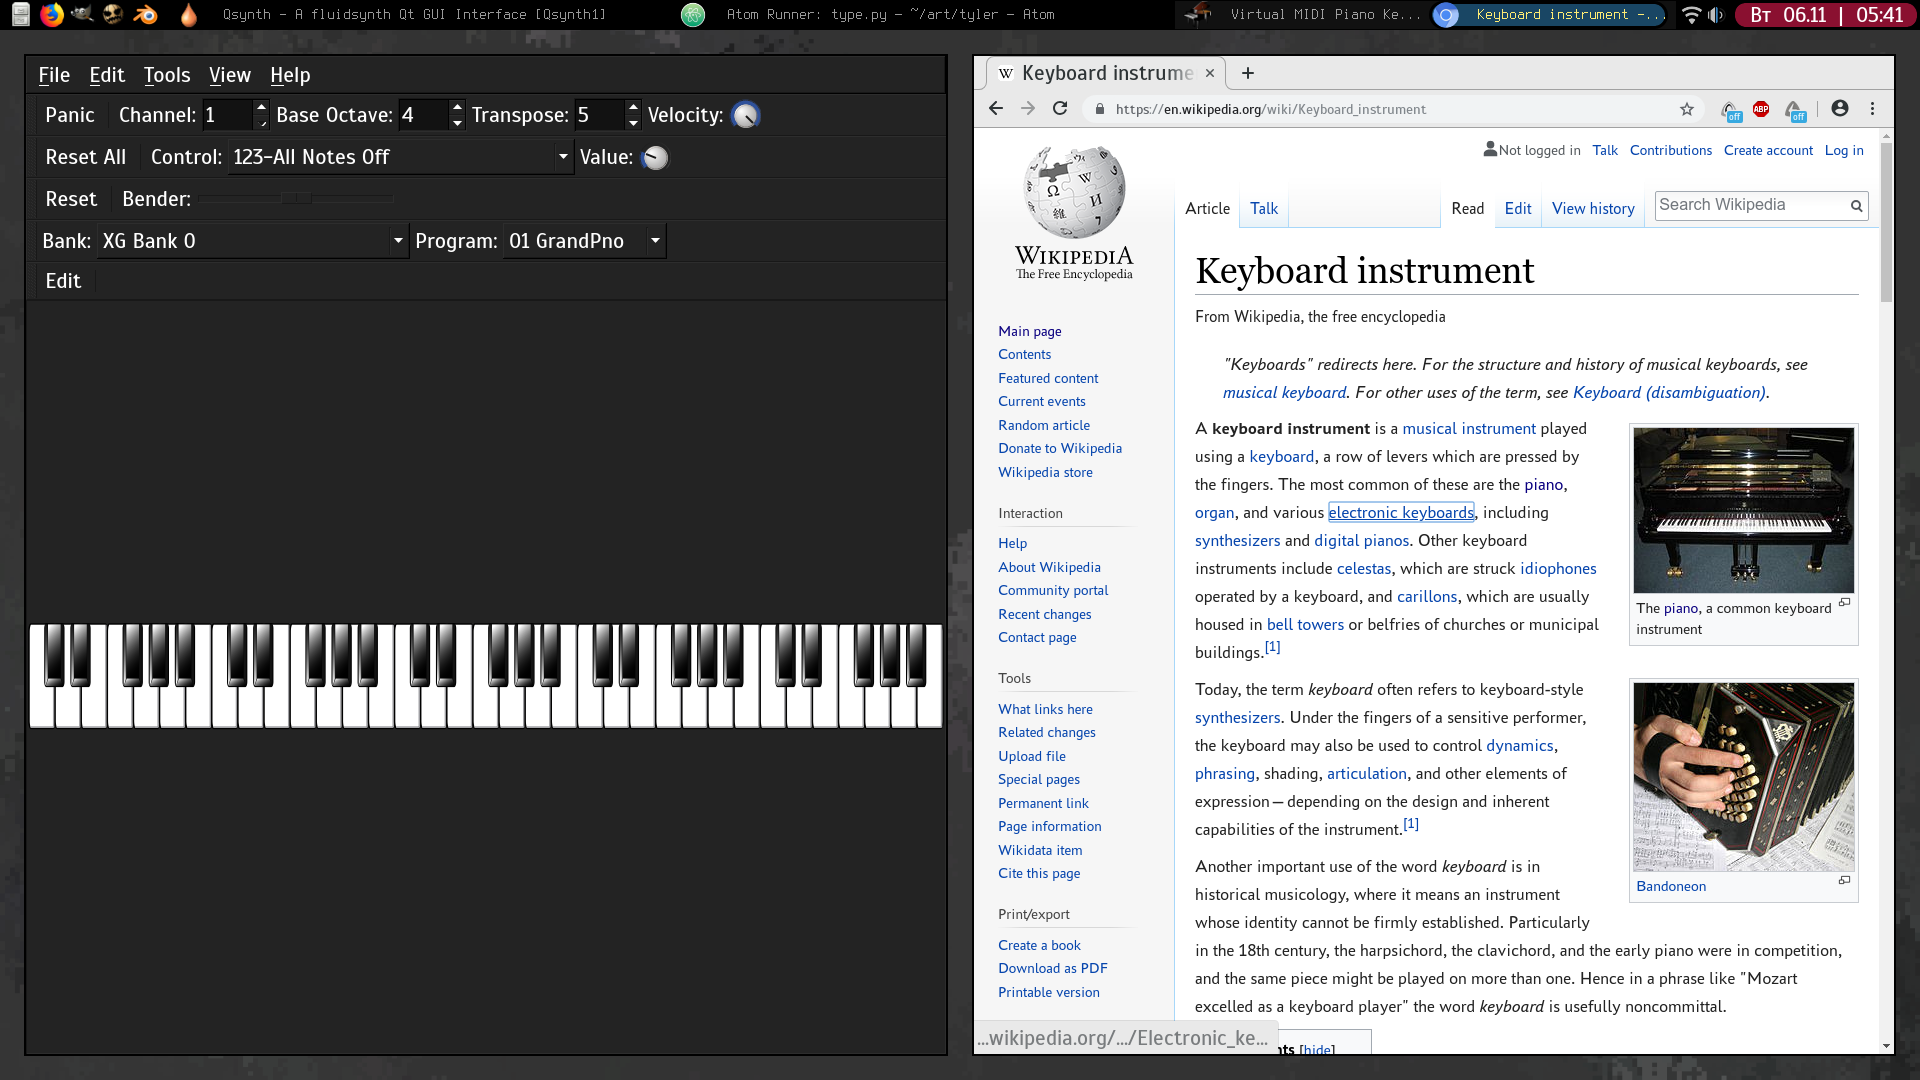 Qsynth - A fluidsynth Qt GUI Interface [Qsynth1]
Atom Runner: type.py - ~/art/tyler - Atom
Virtual MIDI Piano Ke...
Keyboard instrument -...
Вт 06.11 | 05:41
File Edit Tools View Help
Panic Channel: 1 Base Octave: 4 Transpose: 5 Velocity:
Reset All Control: 123-All Notes Off Value:
Reset Bender:
Bank: XG Bank 0 Program: 01 GrandPno
Edit
W Keyboard instrume × +
https://en.wikipedia.org/wiki/Keyboard_instrument
off ABP off
Not logged in Talk Contributions Create account Log in
Article Talk Read Edit View history Search Wikipedia
WIKIPEDIA
The Free Encyclopedia
Main page
Contents
Featured content
Current events
Random article
Donate to Wikipedia
Wikipedia store
Interaction
Help
About Wikipedia
Community portal
Recent changes
Contact page
Tools
What links here
Related changes
Upload file
Special pages
Permanent link
Page information
Wikidata item
Cite this page
Print/export
Create a book
Download as PDF
Printable version
Keyboard instrument
From Wikipedia, the free encyclopedia
"Keyboards" redirects here. For the structure and history of musical keyboards, see
musical keyboard. For other uses of the term, see Keyboard (disambiguation).
A keyboard instrument is a musical instrument played
using a keyboard, a row of levers which are pressed by
the fingers. The most common of these are the piano,
organ, and various electronic keyboards, including
synthesizers and digital pianos. Other keyboard
instruments include celestas, which are struck idiophones
operated by a keyboard, and carillons, which are usually
housed in bell towers or belfries of churches or municipal
buildings.[1]
The piano, a common keyboard
instrument
Today, the term keyboard often refers to keyboard-style
synthesizers. Under the fingers of a sensitive performer,
the keyboard may also be used to control dynamics,
phrasing, shading, articulation, and other elements of
expression — depending on the design and inherent
capabilities of the instrument.[1]
Bandoneon
Another important use of the word keyboard is in
historical musicology, where it means an instrument
whose identity cannot be firmly established. Particularly
in the 18th century, the harpsichord, the clavichord, and the early piano were in competition,
and the same piece might be played on more than one. Hence in a phrase like "Mozart
excelled as a keyboard player" the word keyboard is usefully noncommittal.
nts [hide]
...wikipedia.org/.../Electronic_ke...